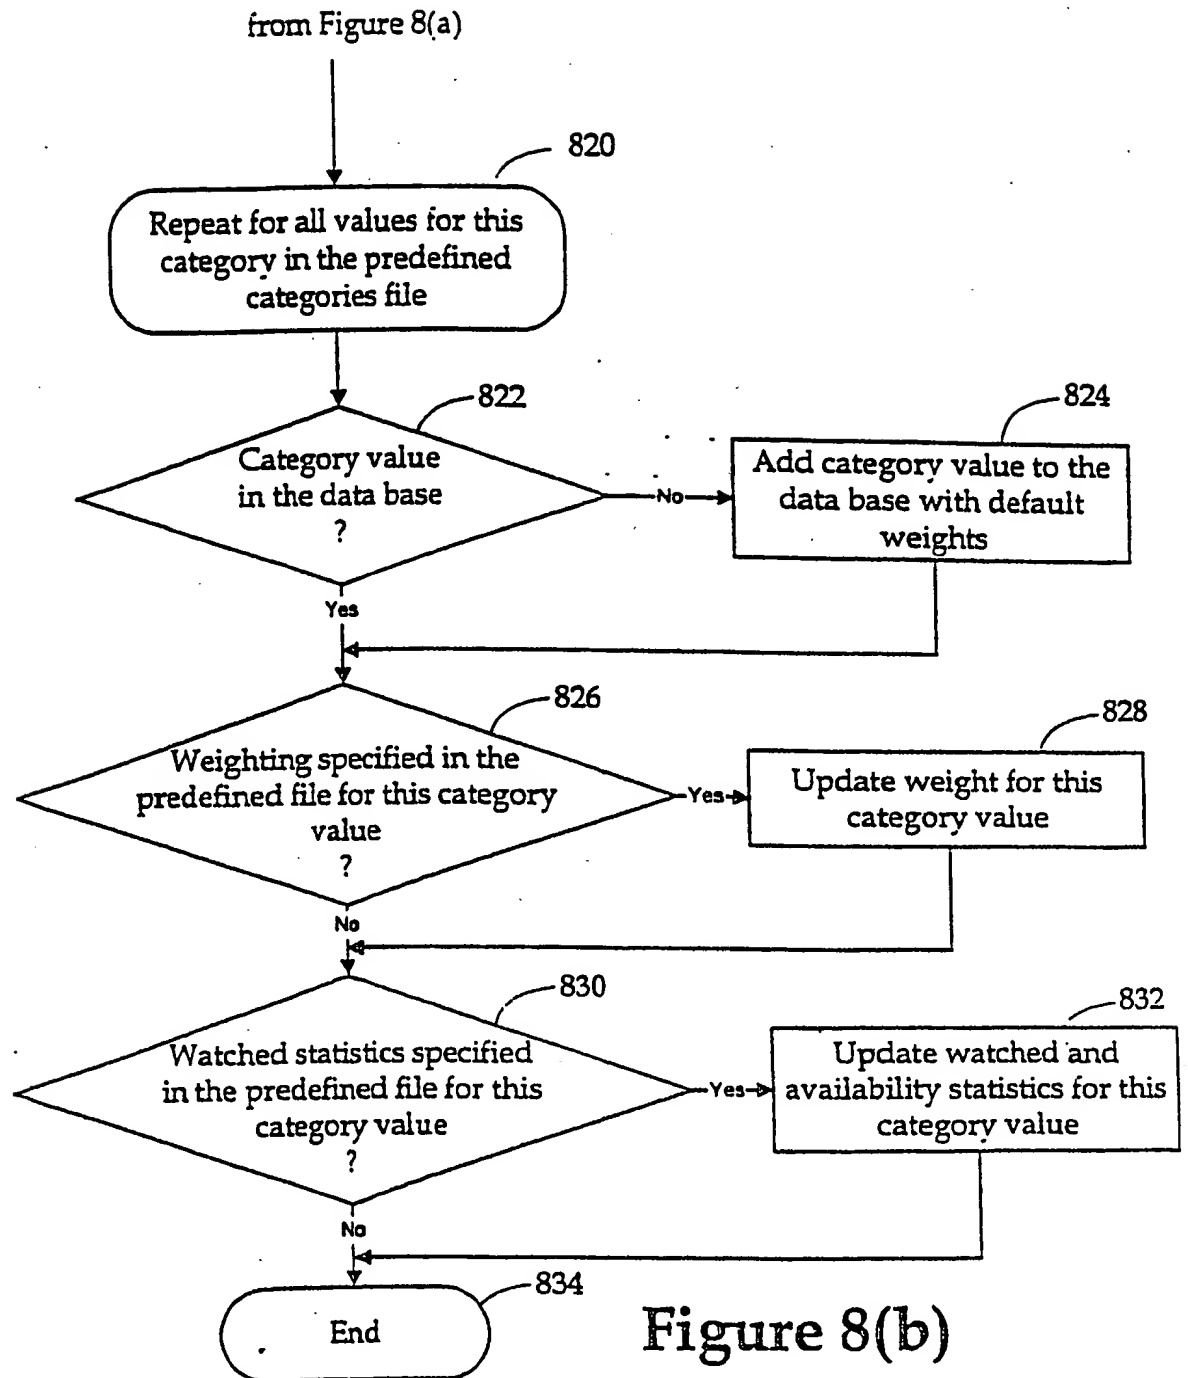 from Figure 8(a)
820
Repeat for all values for this
category in the predefined
categories file
822
Category value
in the data base
?
No
824
Add category value to the
data base with default
weights
Yes
826
Weighting specified in the
predefined file for this category
value
?
Yes
828
Update weight for this
category value
No
830
Watched statistics specified
in the predefined file for this
category value
?
Yes
832
Update watched and
availability statistics for this
category value
No
834
End
Figure 8(b)